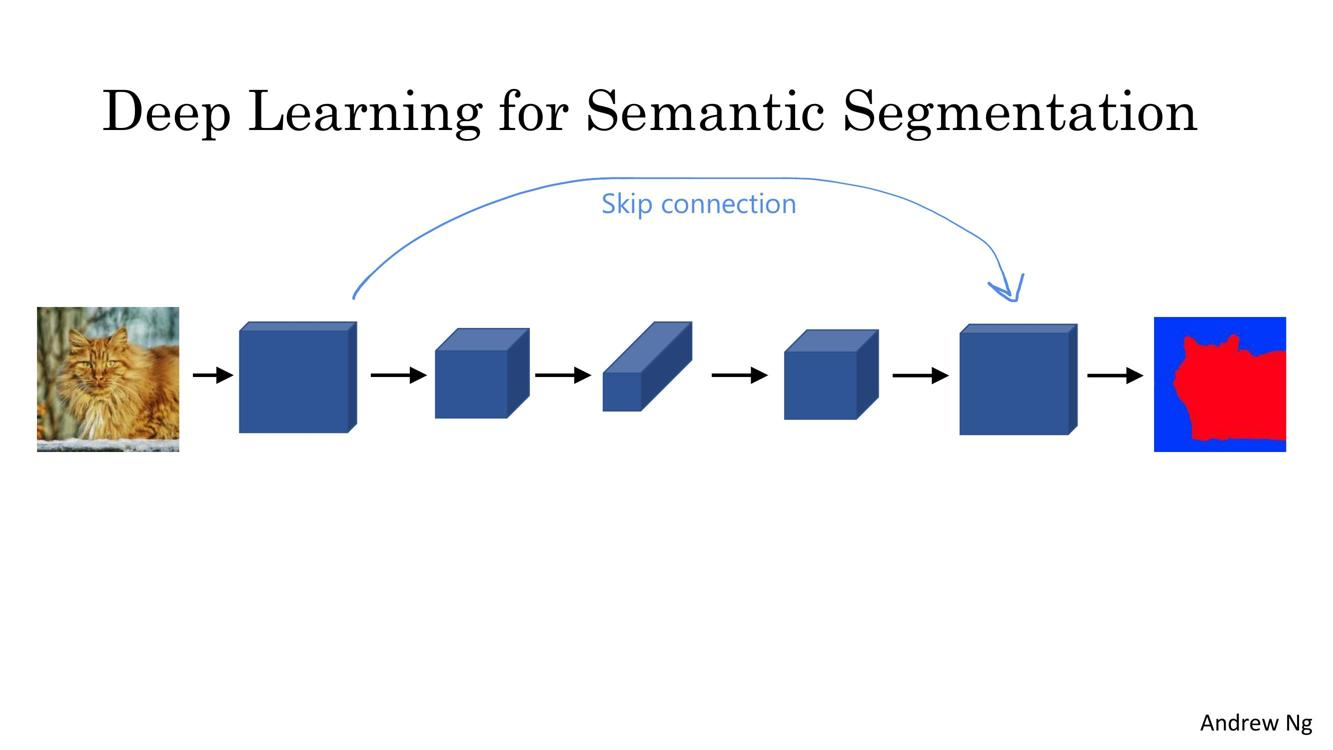 Deep Learning for Semantic Segmentation
Skip connection
Andrew Ng